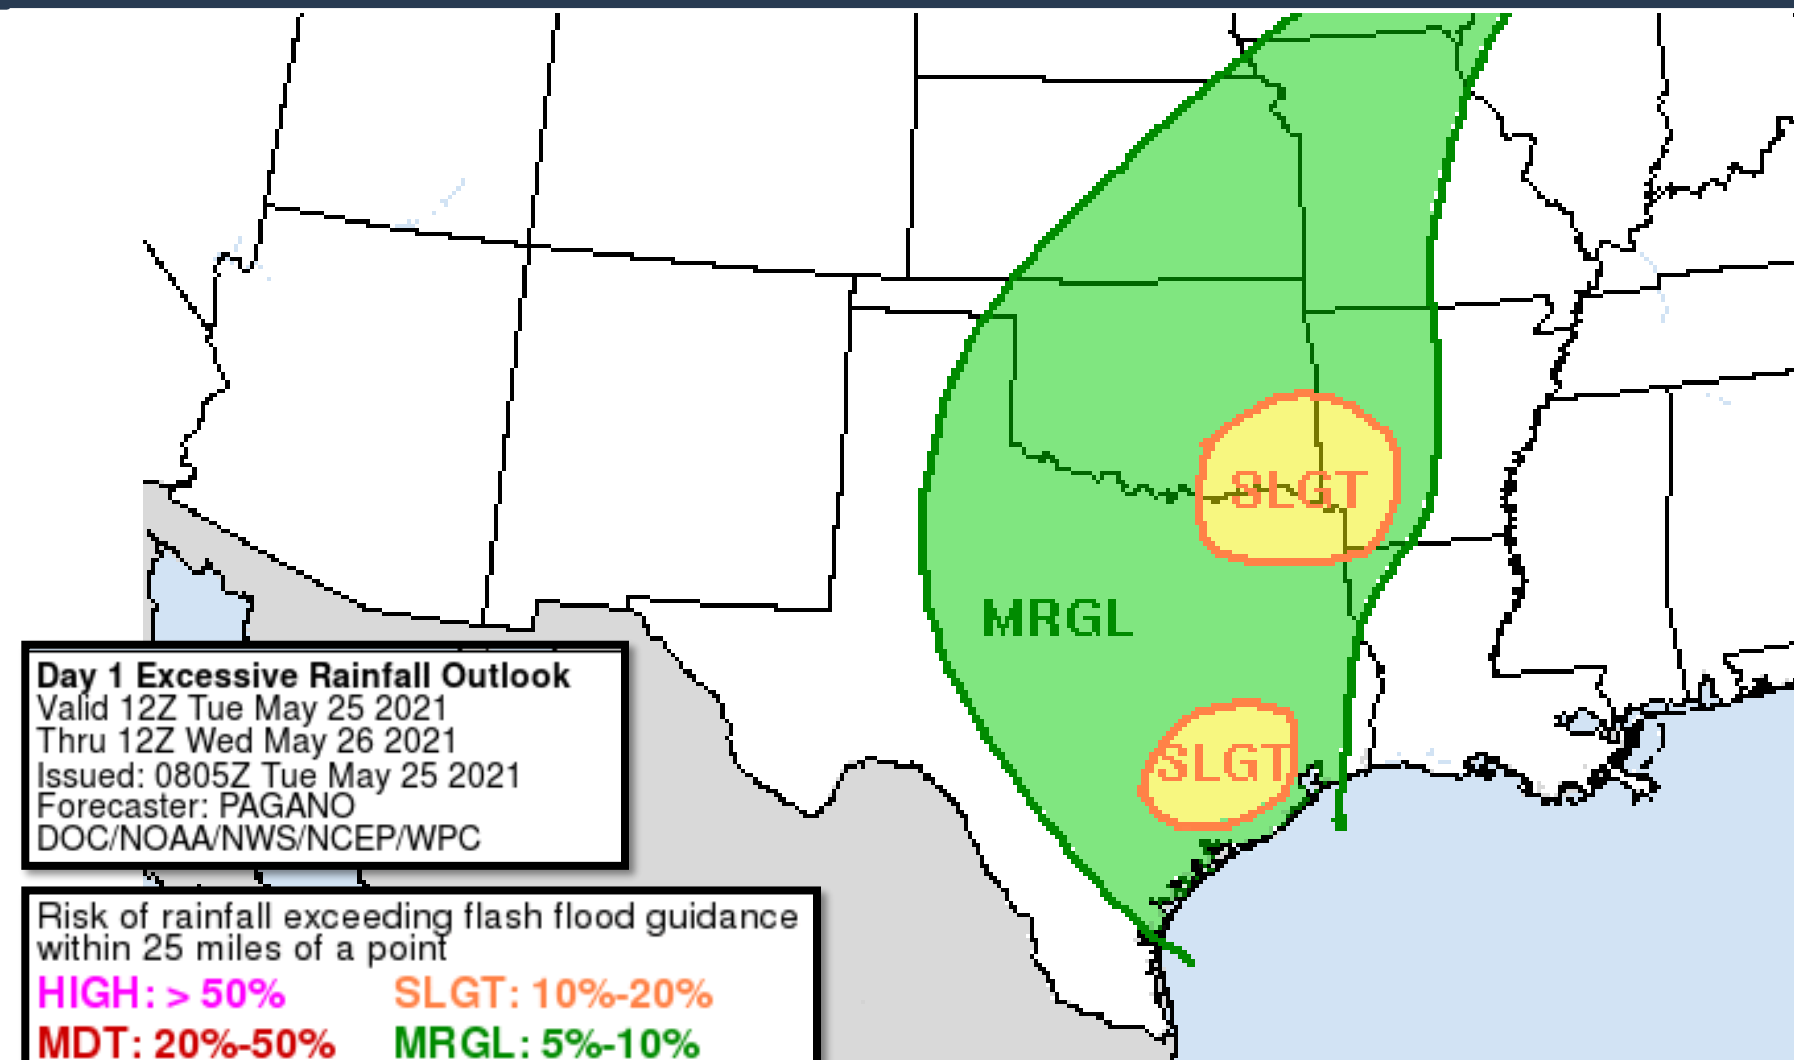 SLGT
MRGL
SLGT
Day 1 Excessive Rainfall Outlook
Valid 12Z Tue May 25 2021
Thru 12Z Wed May 26 2021
Issued: 0805Z Tue May 25 2021
Forecaster: PAGANO
DOC/NOAA/NWS/NCEP/WPC
Risk of rainfall exceeding flash flood guidance
within 25 miles of a point
HIGH: > 50% SLGT: 10%-20%
MDT: 20%-50% MRGL: 5%-10%